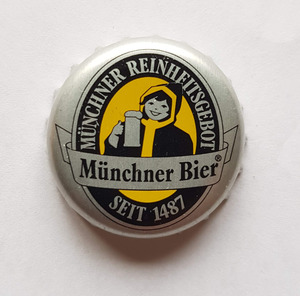 MÜNCHNER REINHEITSGEBOT
Münchner Bier®
SEIT 1487